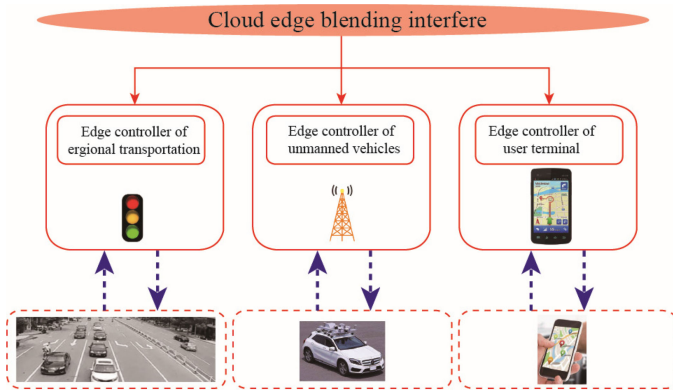 Cloud edge blending interfere
Edge controller of
ergional transportation
Edge controller of
unmanned vehicles
Edge controller of
user terminal